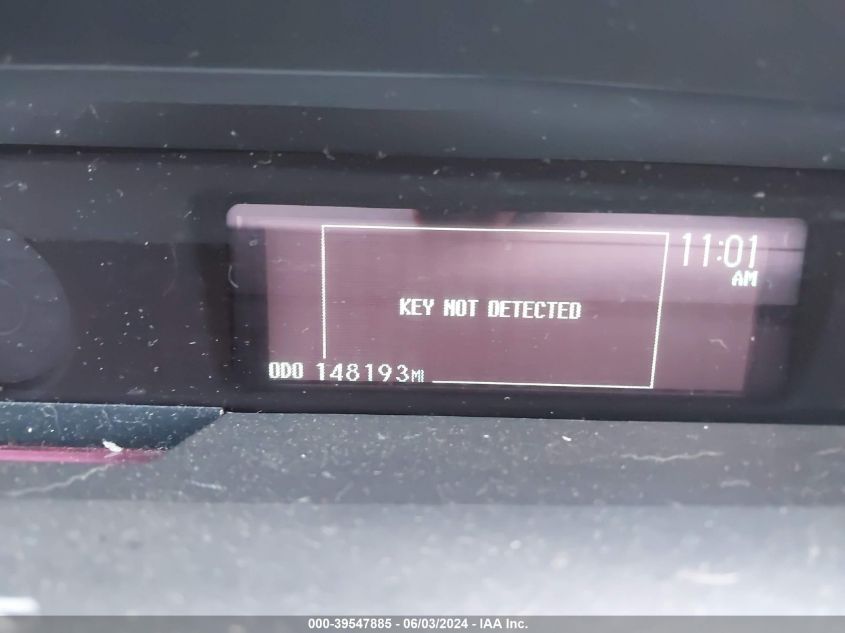 11:01
AM
KEY NOT DETECTED
ODO 148193MI
000-39547885 - 06/03/2024 - IAA Inc.